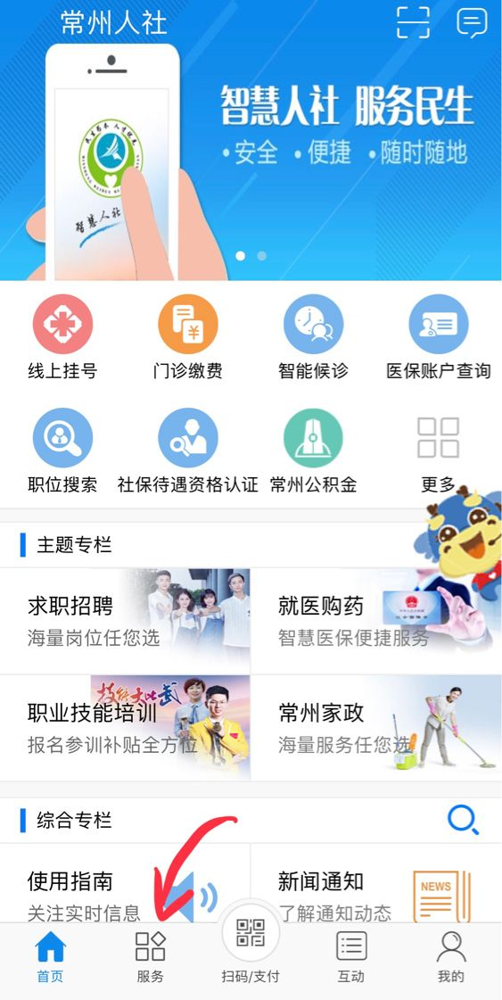 常州人社
智慧人社 服务民生
•安全 •便捷 •随时随地
智慧人社
线上挂号 门诊缴费 智能候诊 医保账户查询
职位搜索 社保待遇资格认证 常州公积金 更多
主题专栏
求职招聘 就医购药
海量岗位任您选 智慧医保便捷服务
技能大比武
职业技能培训 常州家政
报名参训补贴全方位 海量服务任您选
综合专栏
使用指南 新闻通知
NEWS
关注实时信息 了解通知动态
首页 服务 扫码/支付 互动 我的